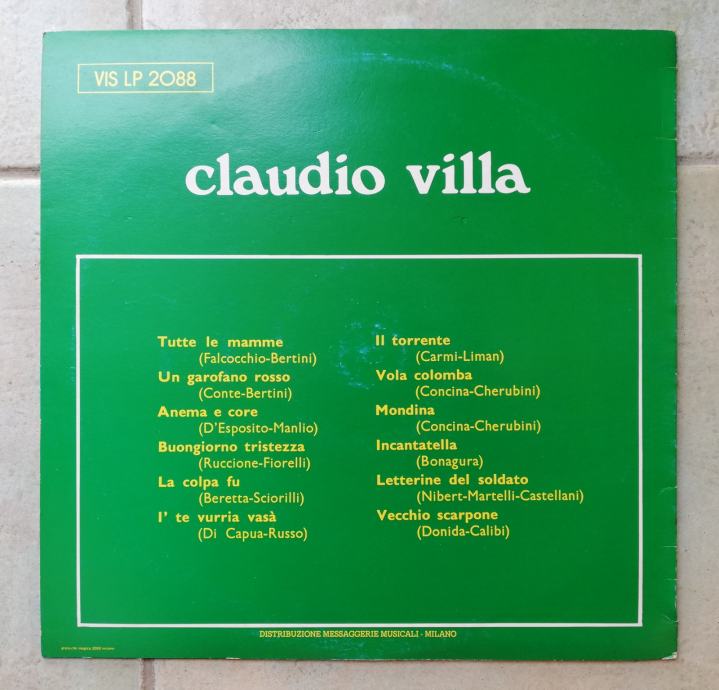 VIS LP 2088
claudio villa
Tutte le mamme
(Falcocchio-Bertini)
Un garofano rosso
(Conte-Bertini)
Anema e core
(D'Esposito-Manlio)
Buongiorno tristezza
(Ruccione-Fiorelli)
La colpa fu
(Beretta-Sciorilli)
I' te vurria vasà
(Di Capua-Russo)
Il torrente
(Carmi-Liman)
Vola colomba
(Concina-Cherubini)
Mondina
(Concina-Cherubini)
Incantatella
(Bonagura)
Letterine del soldato
(Nibert-Martelli-Castellani)
Vecchio scarpone
(Donida-Calibi)
DISTRIBUZIONE MESSAGGERIE MUSICALI - MILANO